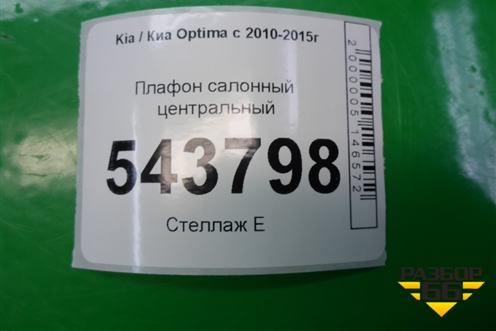 Kia / Киа Optima с 2010-2015г
Плафон салонный
центральный
543798
Стеллаж Е
2000005146572
РАЗБОР
66